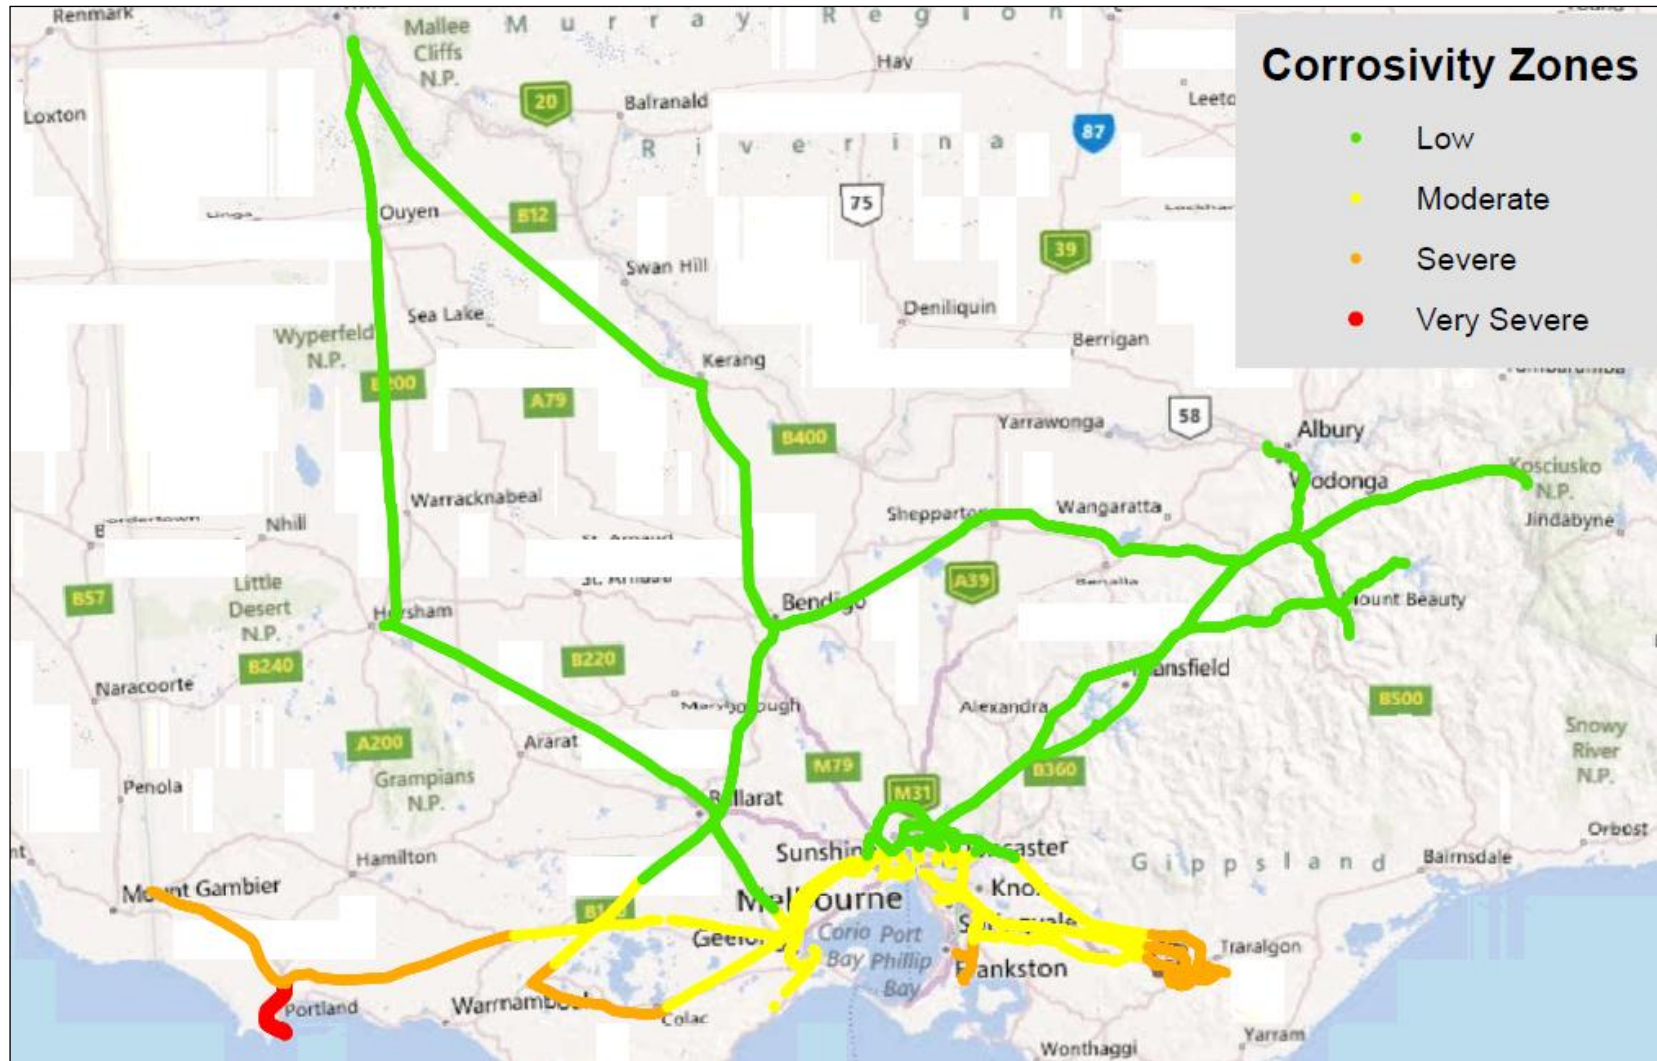 Renmark
Mallee
Cliffs
N.P.
Murray Region
Hay
Corrosivity Zones
Low
Moderate
Severe
Very Severe
Loxton
20
Balranald
87
Riverina
75
Ouyen
B12
39
Swan Hill
Sea Lake
Deniliquin
Wyperfeld
N.P.
Berrigan
Kerang
B200
A79
58
Yarrawonga
Albury
B400
Wodonga
Kosciusko
N.P.
Warracknabeal
Wangaratta
Shepparton
Nhill
Jindabyne
Little
Desert
N.P.
B57
A39
Benalla
Bendigo
Horsham
Mount Beauty
B220
B240
Mansfield
Naracoorte
B500
Alexandra
Snowy
River
N.P.
A200
Ararat
M79
B360
Grampians
N.P.
Penola
M31
Ballarat
Orbost
Sunshine
Gippsland
Bairnsdale
Hamilton
Mount Gambier
Melbourne
Knox
Geelong
Corio
Bay
Port
Phillip
Bay
Springvale
Traralgon
Frankston
Portland
Warrnambool
Colac
Yarram
Wonthaggi